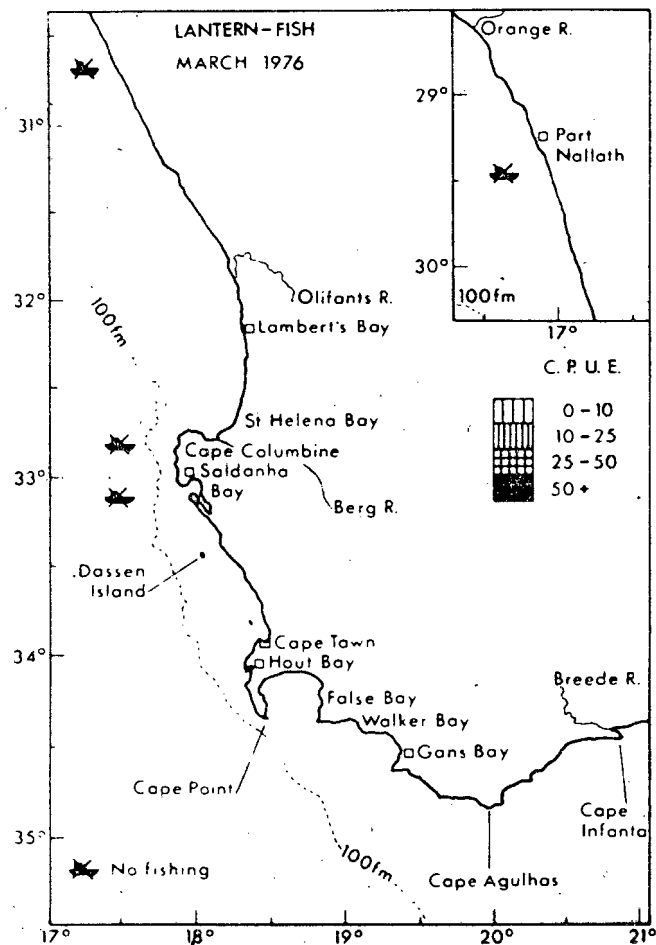 LANTERN-FISH
MARCH 1976
Orange R.
29°
Part
Nallath
30°
100fm
17°
31°
32°
Olifants R.
100fm
Lambert's Bay
C. P. U. E.
0-10
10-25
25-50
50+
St Helena Bay
Cape Columbine
33°
Saldanha
Bay
Berg R.
Dassen
Island
34°
Cape Tawn
Hout Bay
Breede R.
False Bay
Walker Bay
Gans Bay
Cape Point
Cape
Infanta
35°
100fm
No fishing
Cape Agulhas
17°
18°
19°
20°
21°